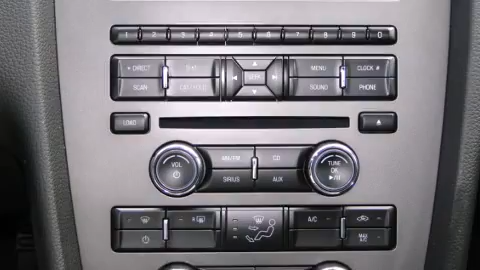 1 2 3 4 5 6 7 8 9 0
DIRECT SEEK MENU CLOCK
SCAN SOUND PHONE
LOAD
VOL AM/FM CD TUNE
OK
SIRIUS AUX
A/C
MAX A/C